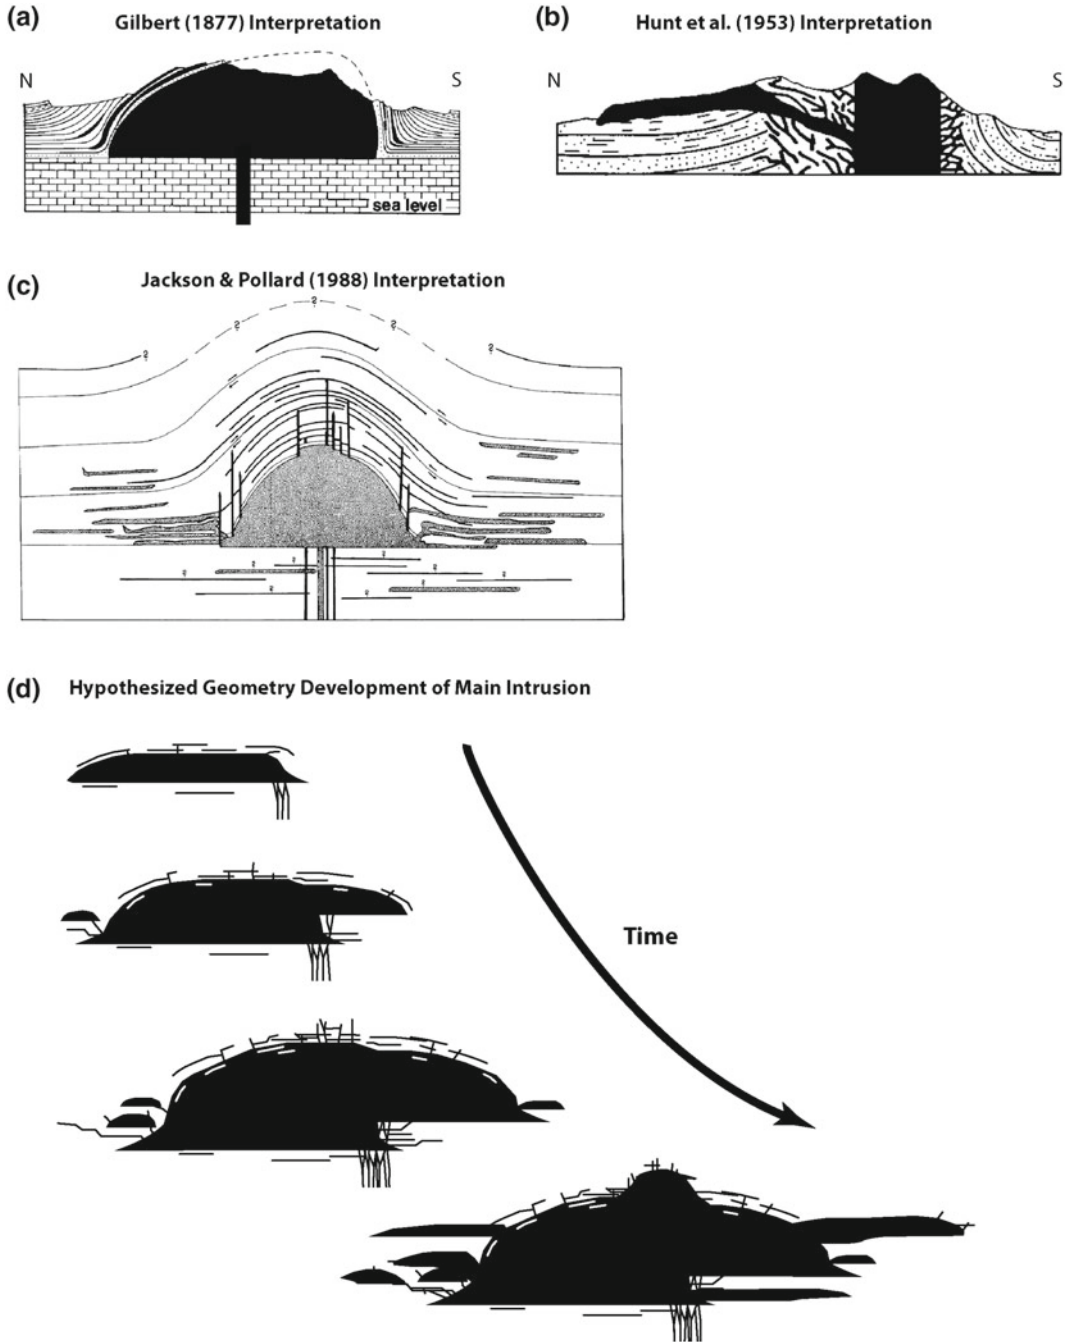 (a)
Gilbert (1877) Interpretation
N
S
sea level
(b)
Hunt et al. (1953) Interpretation
N
S
(c)
Jackson & Pollard (1988) Interpretation
?
?
?
?
?
?
?
?
?
?
?
?
?
(d) Hypothesized Geometry Development of Main Intrusion
Time